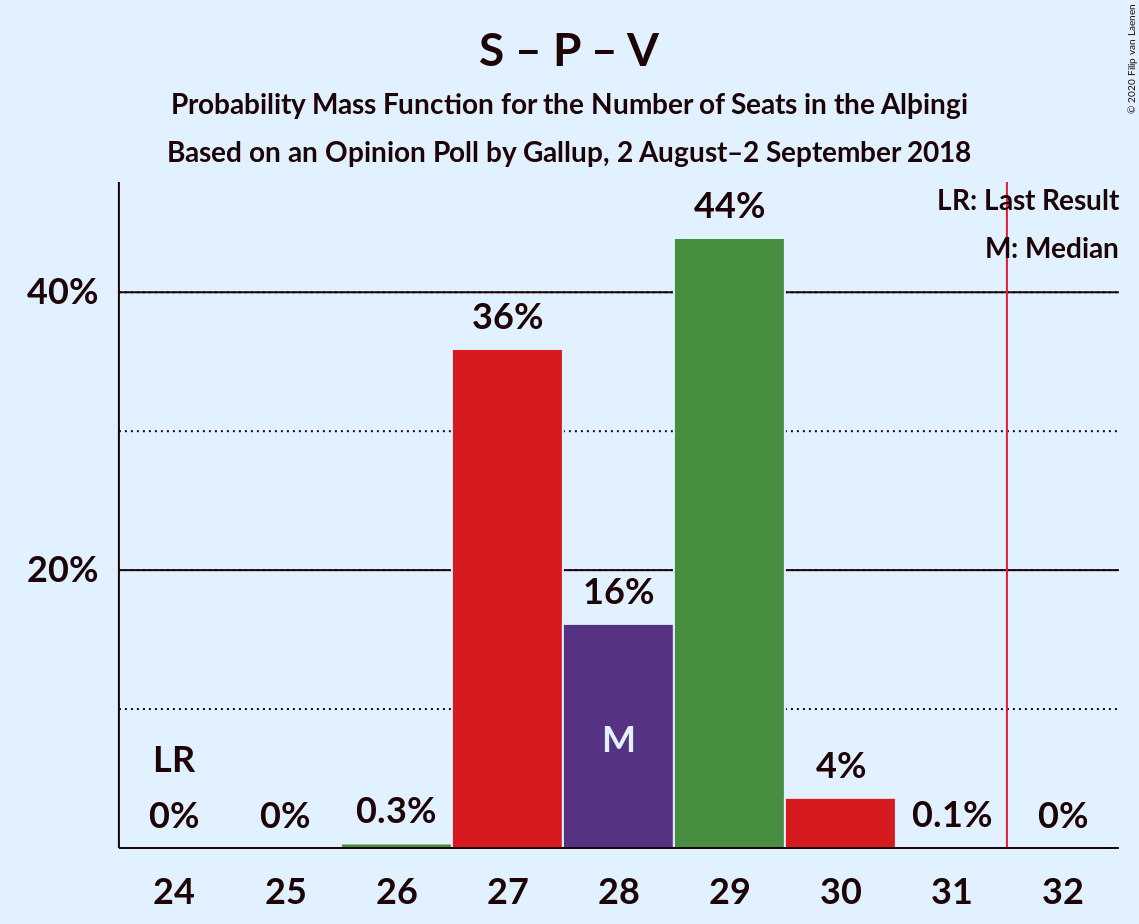 S – P – V
Probability Mass Function for the Number of Seats in the Alþingi
Based on an Opinion Poll by Gallup, 2 August–2 September 2018
© 2020 Filip van Laenen
LR: Last Result
M: Median
44%
40%
36%
20%
16%
M
LR
4%
0%
0%
0.3%
0.1%
0%
24 25 26 27 28 29 30 31 32